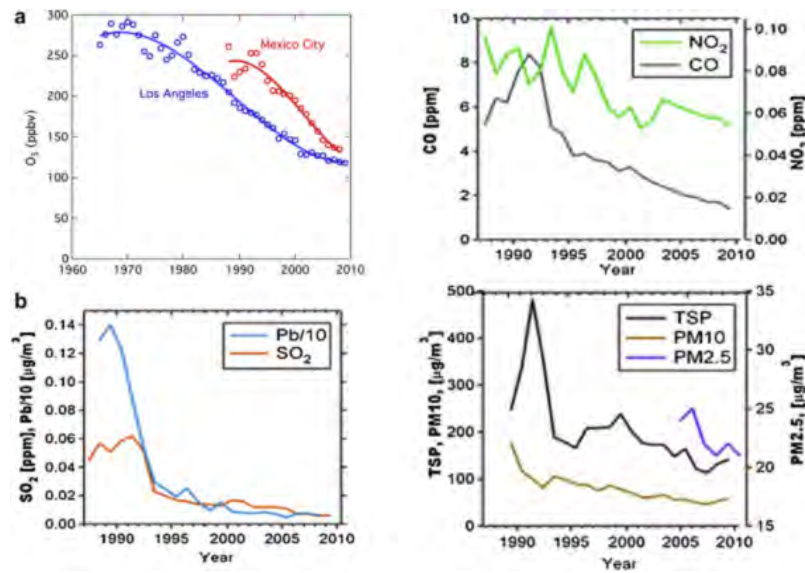 a
300
250
200
150
100
50
0
O3 (ppbv)
Mexico City
Los Angeles
1960 1970 1980 1990 2000 2010
10
8
6
4
2
0
CO [ppm]
NO2
CO
0.10
0.08
0.06
0.04
0.02
0.00
NO2 [ppm]
1990 1995 2000 2005 2010
Year
b
0.14
0.12
0.10
0.08
0.06
0.04
0.02
0.00
SO2 [ppm], Pb/10 [µg/m3]
Pb/10
SO2
1990 1995 2000 2005 2010
Year
500
400
300
200
100
0
TSP, PM10, [µg/m3]
TSP
PM10
PM2.5
35
30
25
20
15
PM2.5, [µg/m3]
1990 1995 2000 2005 2010
Year